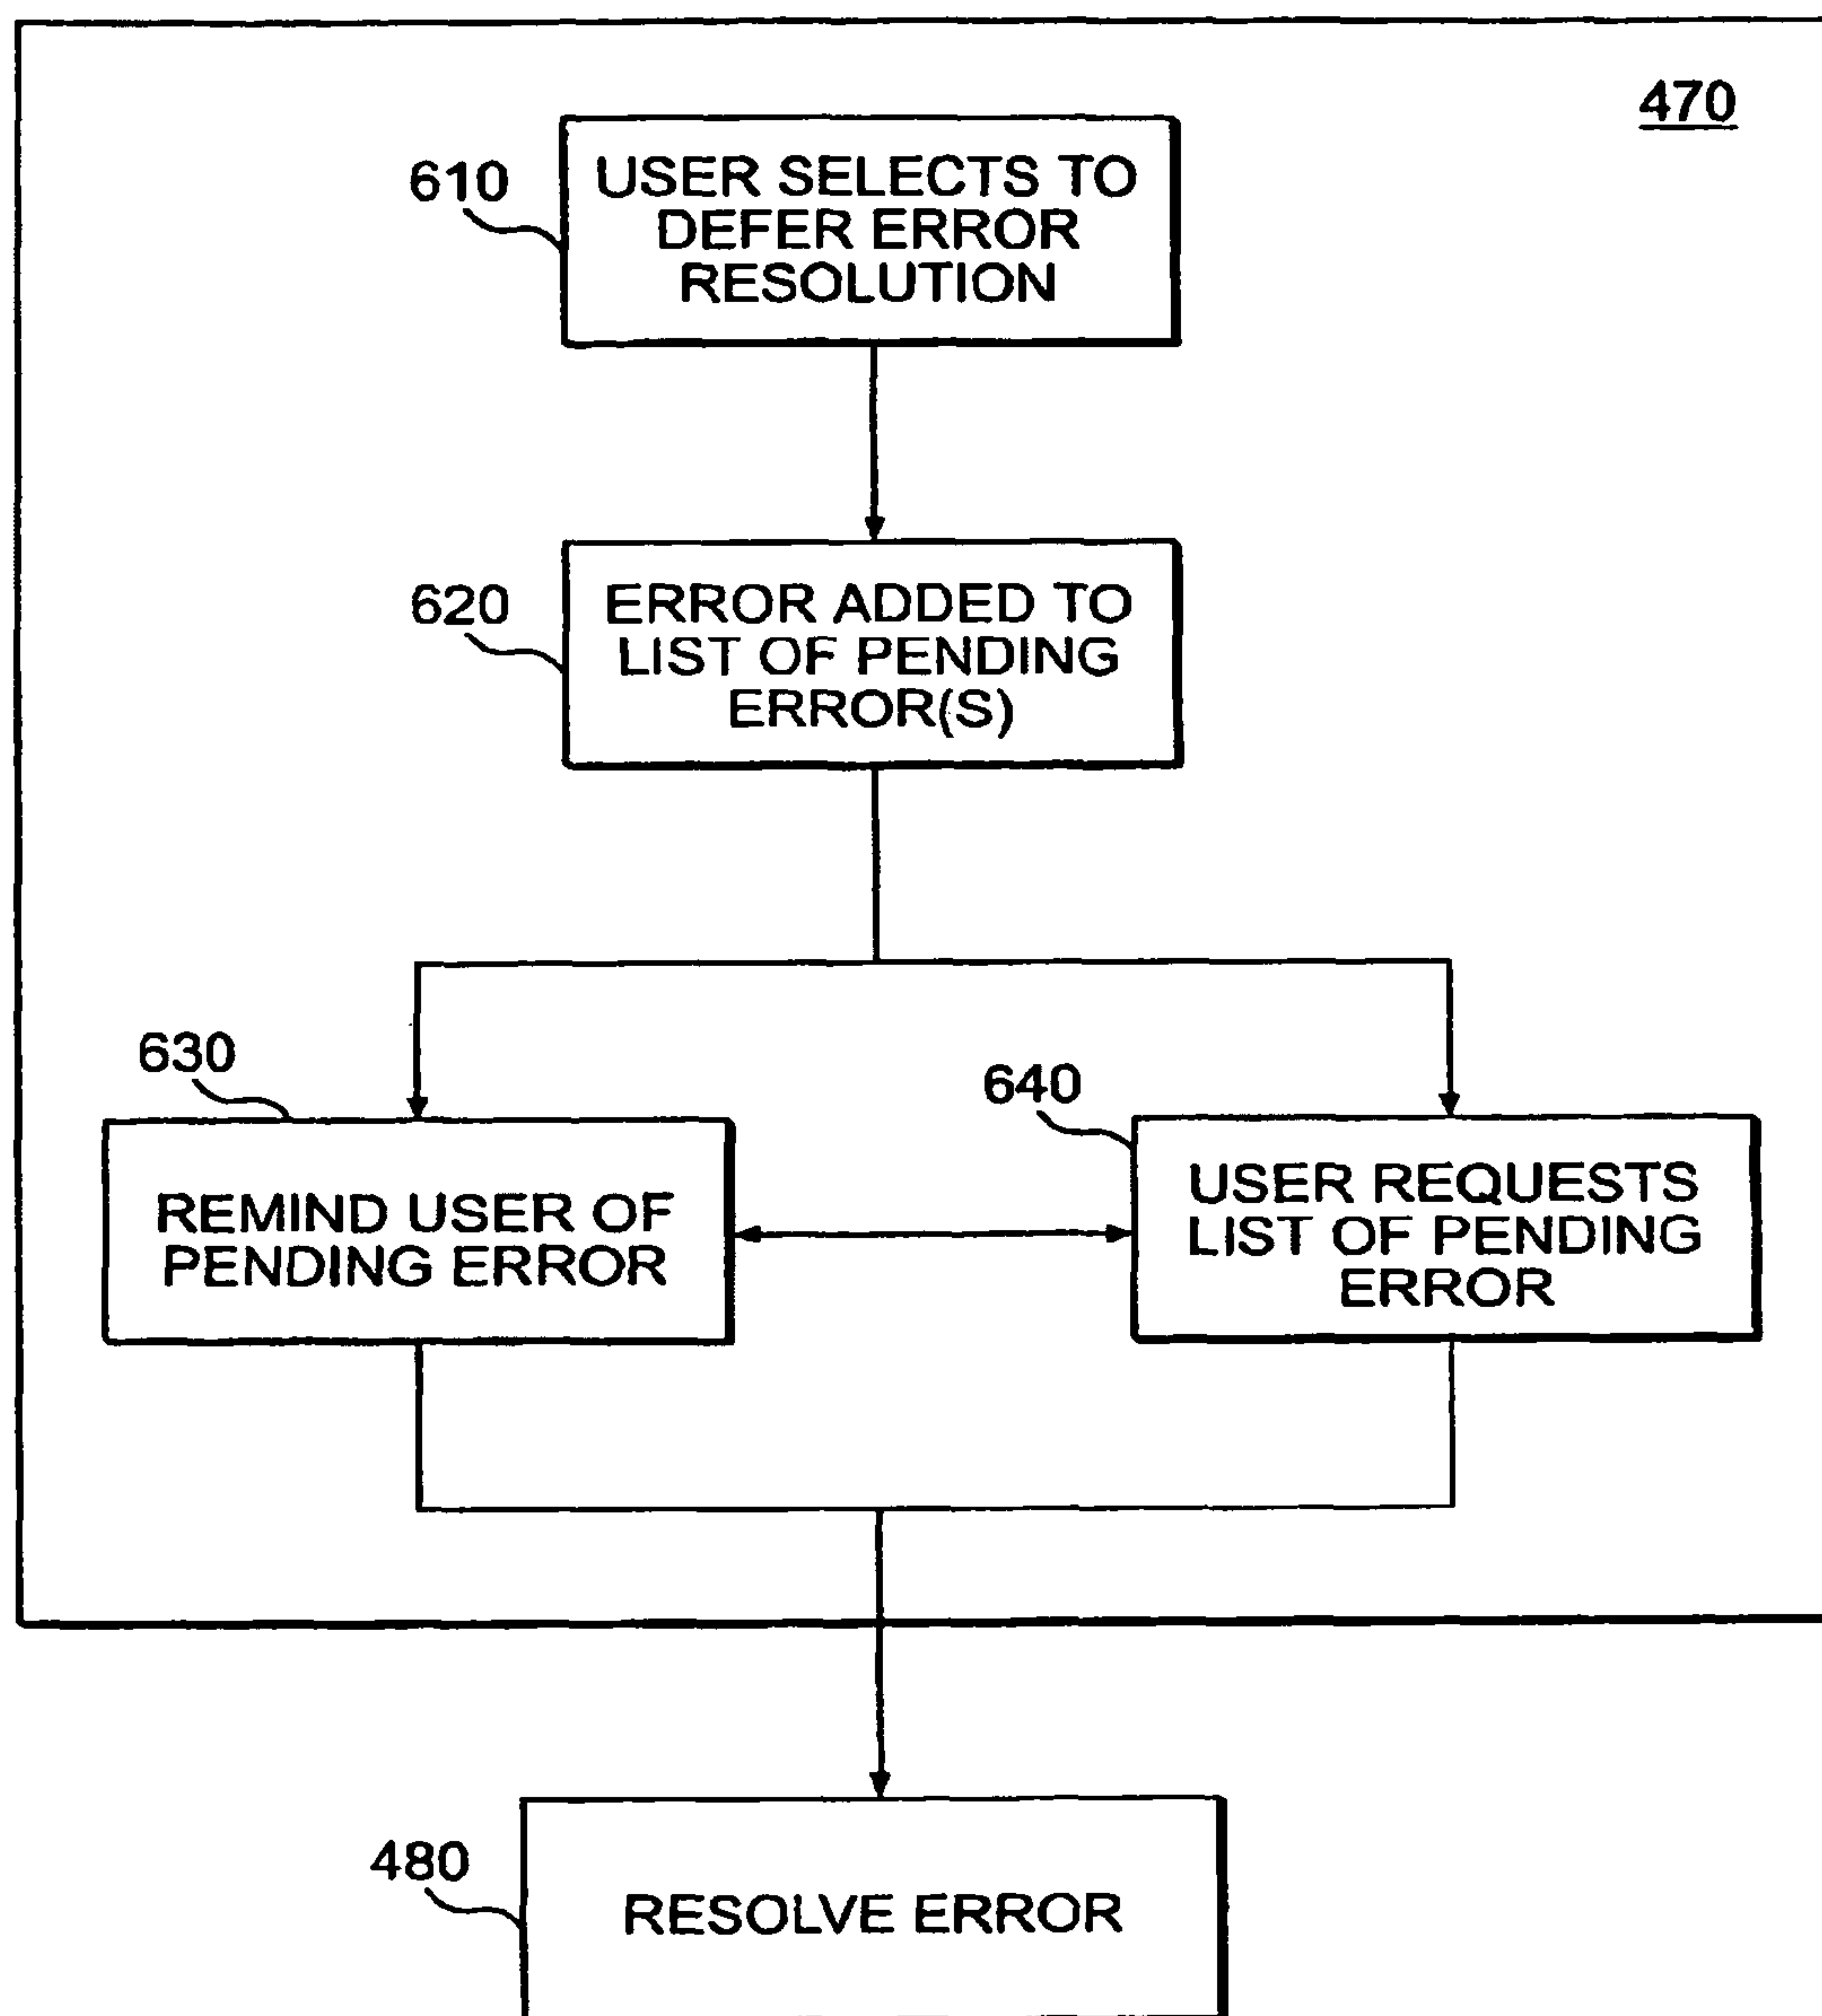 470
610
USER SELECTS TO
DEFER ERROR
RESOLUTION
620
ERROR ADDED TO
LIST OF PENDING
ERROR(S)
630
REMIND USER OF
PENDING ERROR
640
USER REQUESTS
LIST OF PENDING
ERROR
480
RESOLVE ERROR